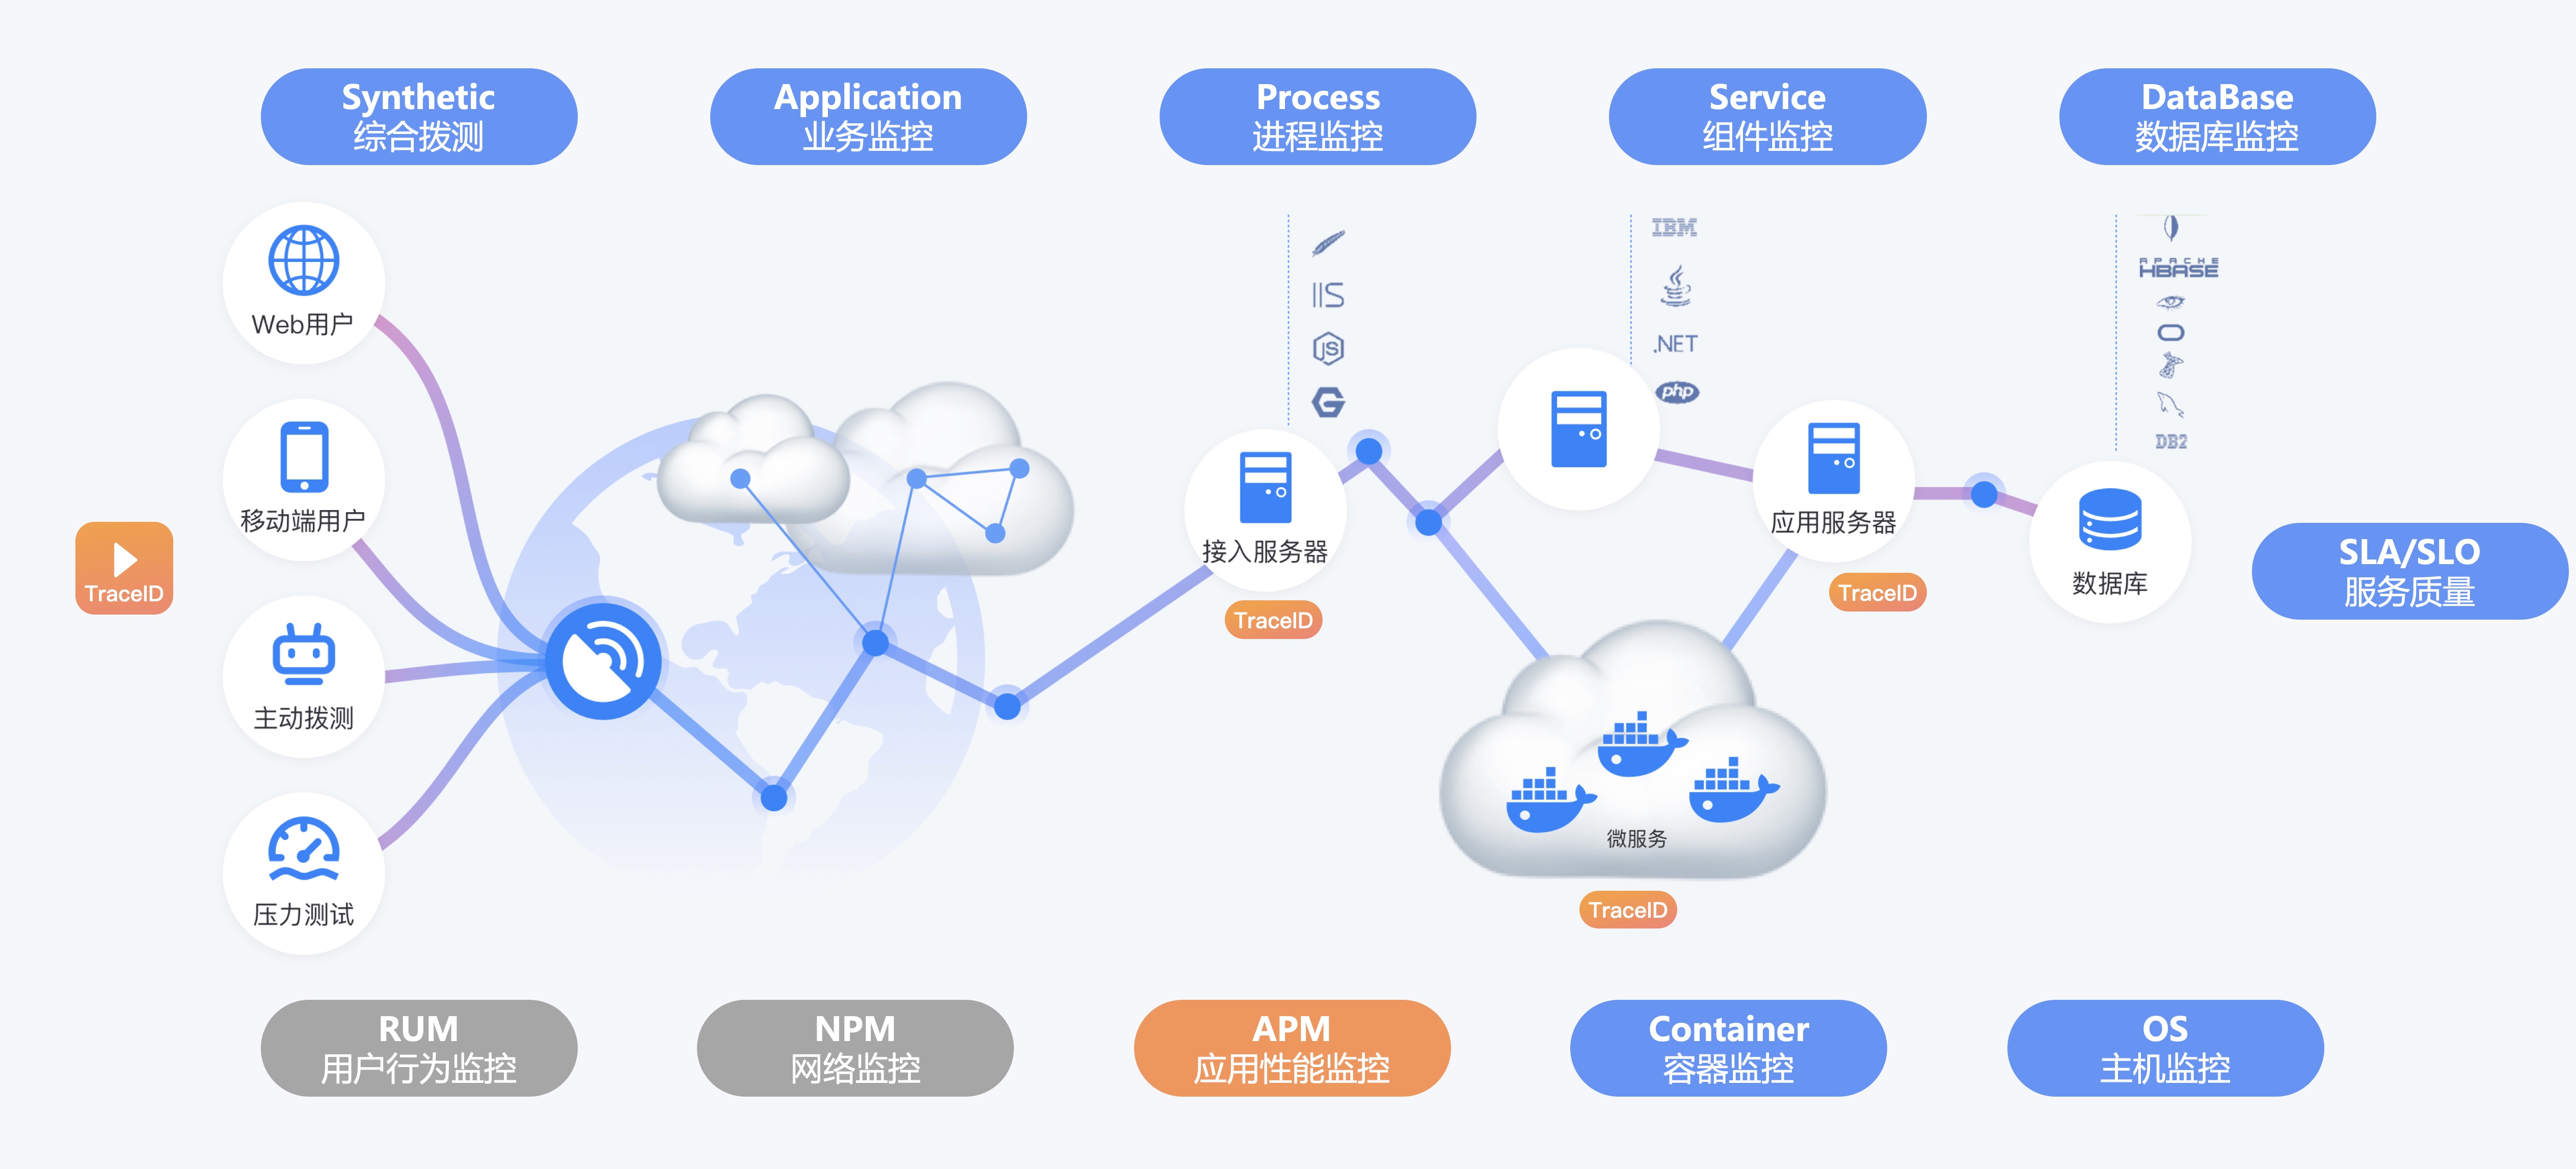 Synthetic
综合拨测
Application
业务监控
Process
进程监控
Service
组件监控
DataBase
数据库监控
Web用户
移动端用户
主动拨测
压力测试
TraceID
IIS
JS
接入服务器
TraceID
IBM
.NET
php
应用服务器
TraceID
微服务
TraceID
APACHE
HBASE
DB2
数据库
SLA/SLO
服务质量
RUM
用户行为监控
NPM
网络监控
APM
应用性能监控
Container
容器监控
OS
主机监控